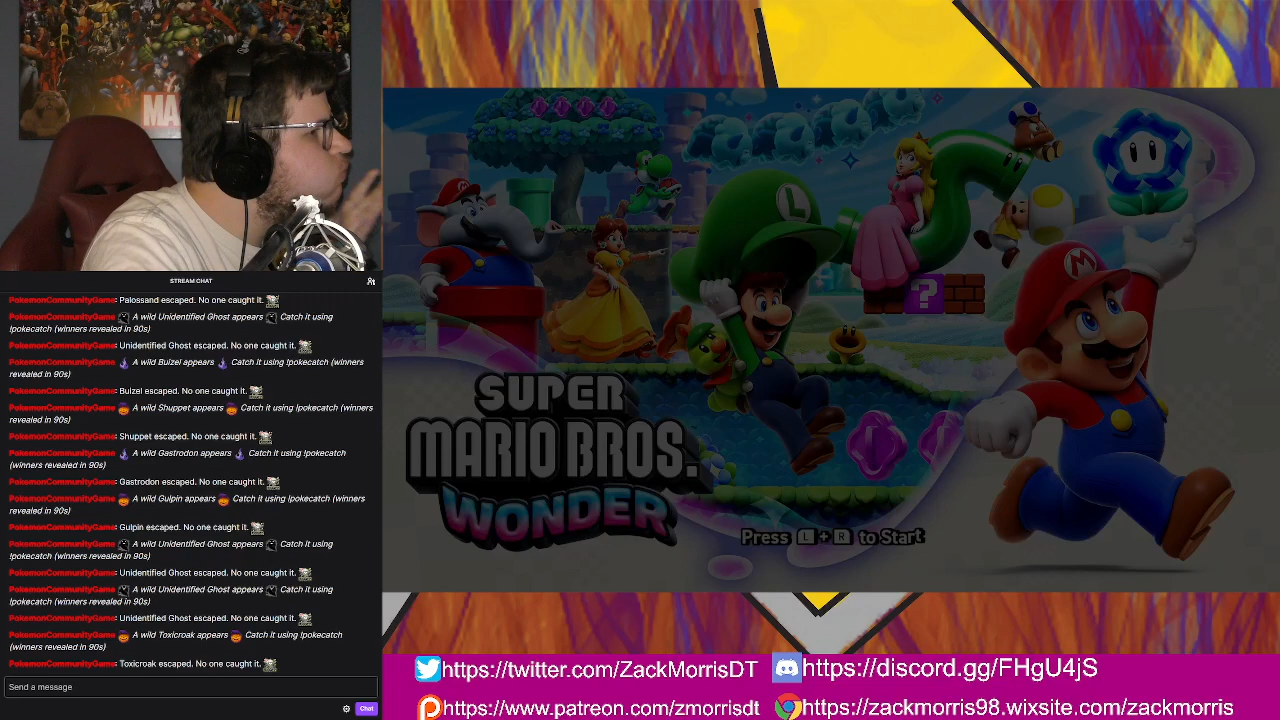 MA
STREAM CHAT
PokemonCommunityGame: Palossand escaped. No one caught it.
PokemonCommunityGame: A wild Unidentified Ghost appears Catch it using !pokecatch (winners revealed in 90s)
PokemonCommunityGame: Unidentified Ghost escaped. No one caught it.
PokemonCommunityGame: A wild Buizel appears Catch it using !pokecatch (winners
revealed in 90s)
PokemonCommunityGame: Buizel escaped. No one caught it.
PokemonCommunityGame: A wild Shuppet appears Catch it using !pokecatch (winners
revealed in 90s)
PokemonCommunityGame: Shuppet escaped. No one caught it.
PokemonCommunityGame: A wild Gastrodon appears Catch it using !pokecatch
(winners revealed in 90s)
PokemonCommunityGame: Gastrodon escaped. No one caught it.
PokemonCommunityGame: A wild Gulpin appears Catch it using !pokecatch (winners
revealed in 90s)
PokemonCommunityGame: Gulpin escaped. No one caught it.
PokemonCommunityGame: A wild Unidentified Ghost appears Catch it using
!pokecatch (winners revealed in 90s)
PokemonCommunityGame: Unidentified Ghost escaped. No one caught it.
PokemonCommunityGame: A wild Unidentified Ghost appears Catch it using
!pokecatch (winners revealed in 90s)
PokemonCommunityGame: Unidentified Ghost escaped. No one caught it.
PokemonCommunityGame: A wild Toxicroak appears Catch it using !pokecatch
(winners revealed in 90s)
PokemonCommunityGame: Toxicroak escaped. No one caught it.
Send a message
Chat
L
M
?
SUPER
MARIO BROS.
WONDER
Press L + R to Start
https://twitter.com/ZackMorrisDT
https://discord.gg/FHgU4jS
https://www.patreon.com/zmorrisdt
https://zackmorris98.wixsite.com/zackmorris